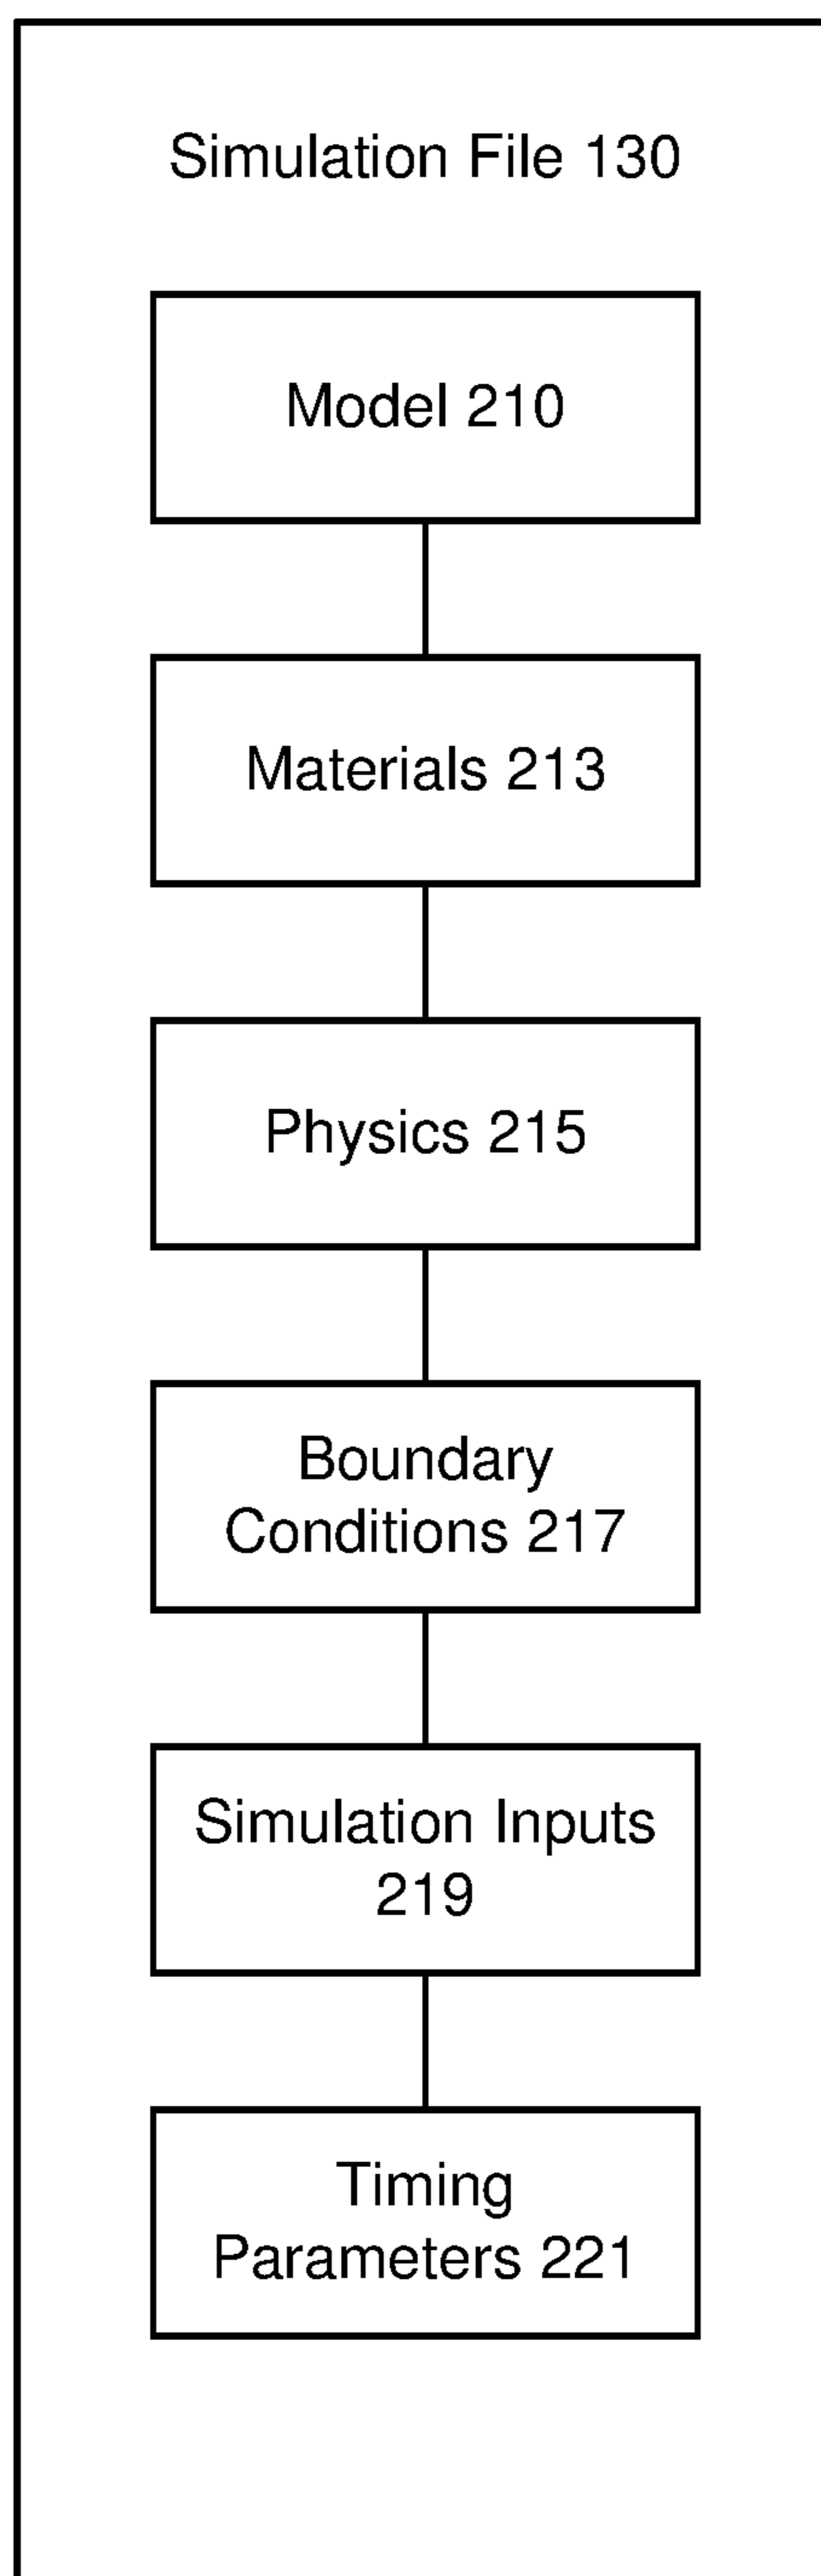 Simulation File 130
Model 210
Materials 213
Physics 215
Boundary
Conditions 217
Simulation Inputs
219
Timing
Parameters 221